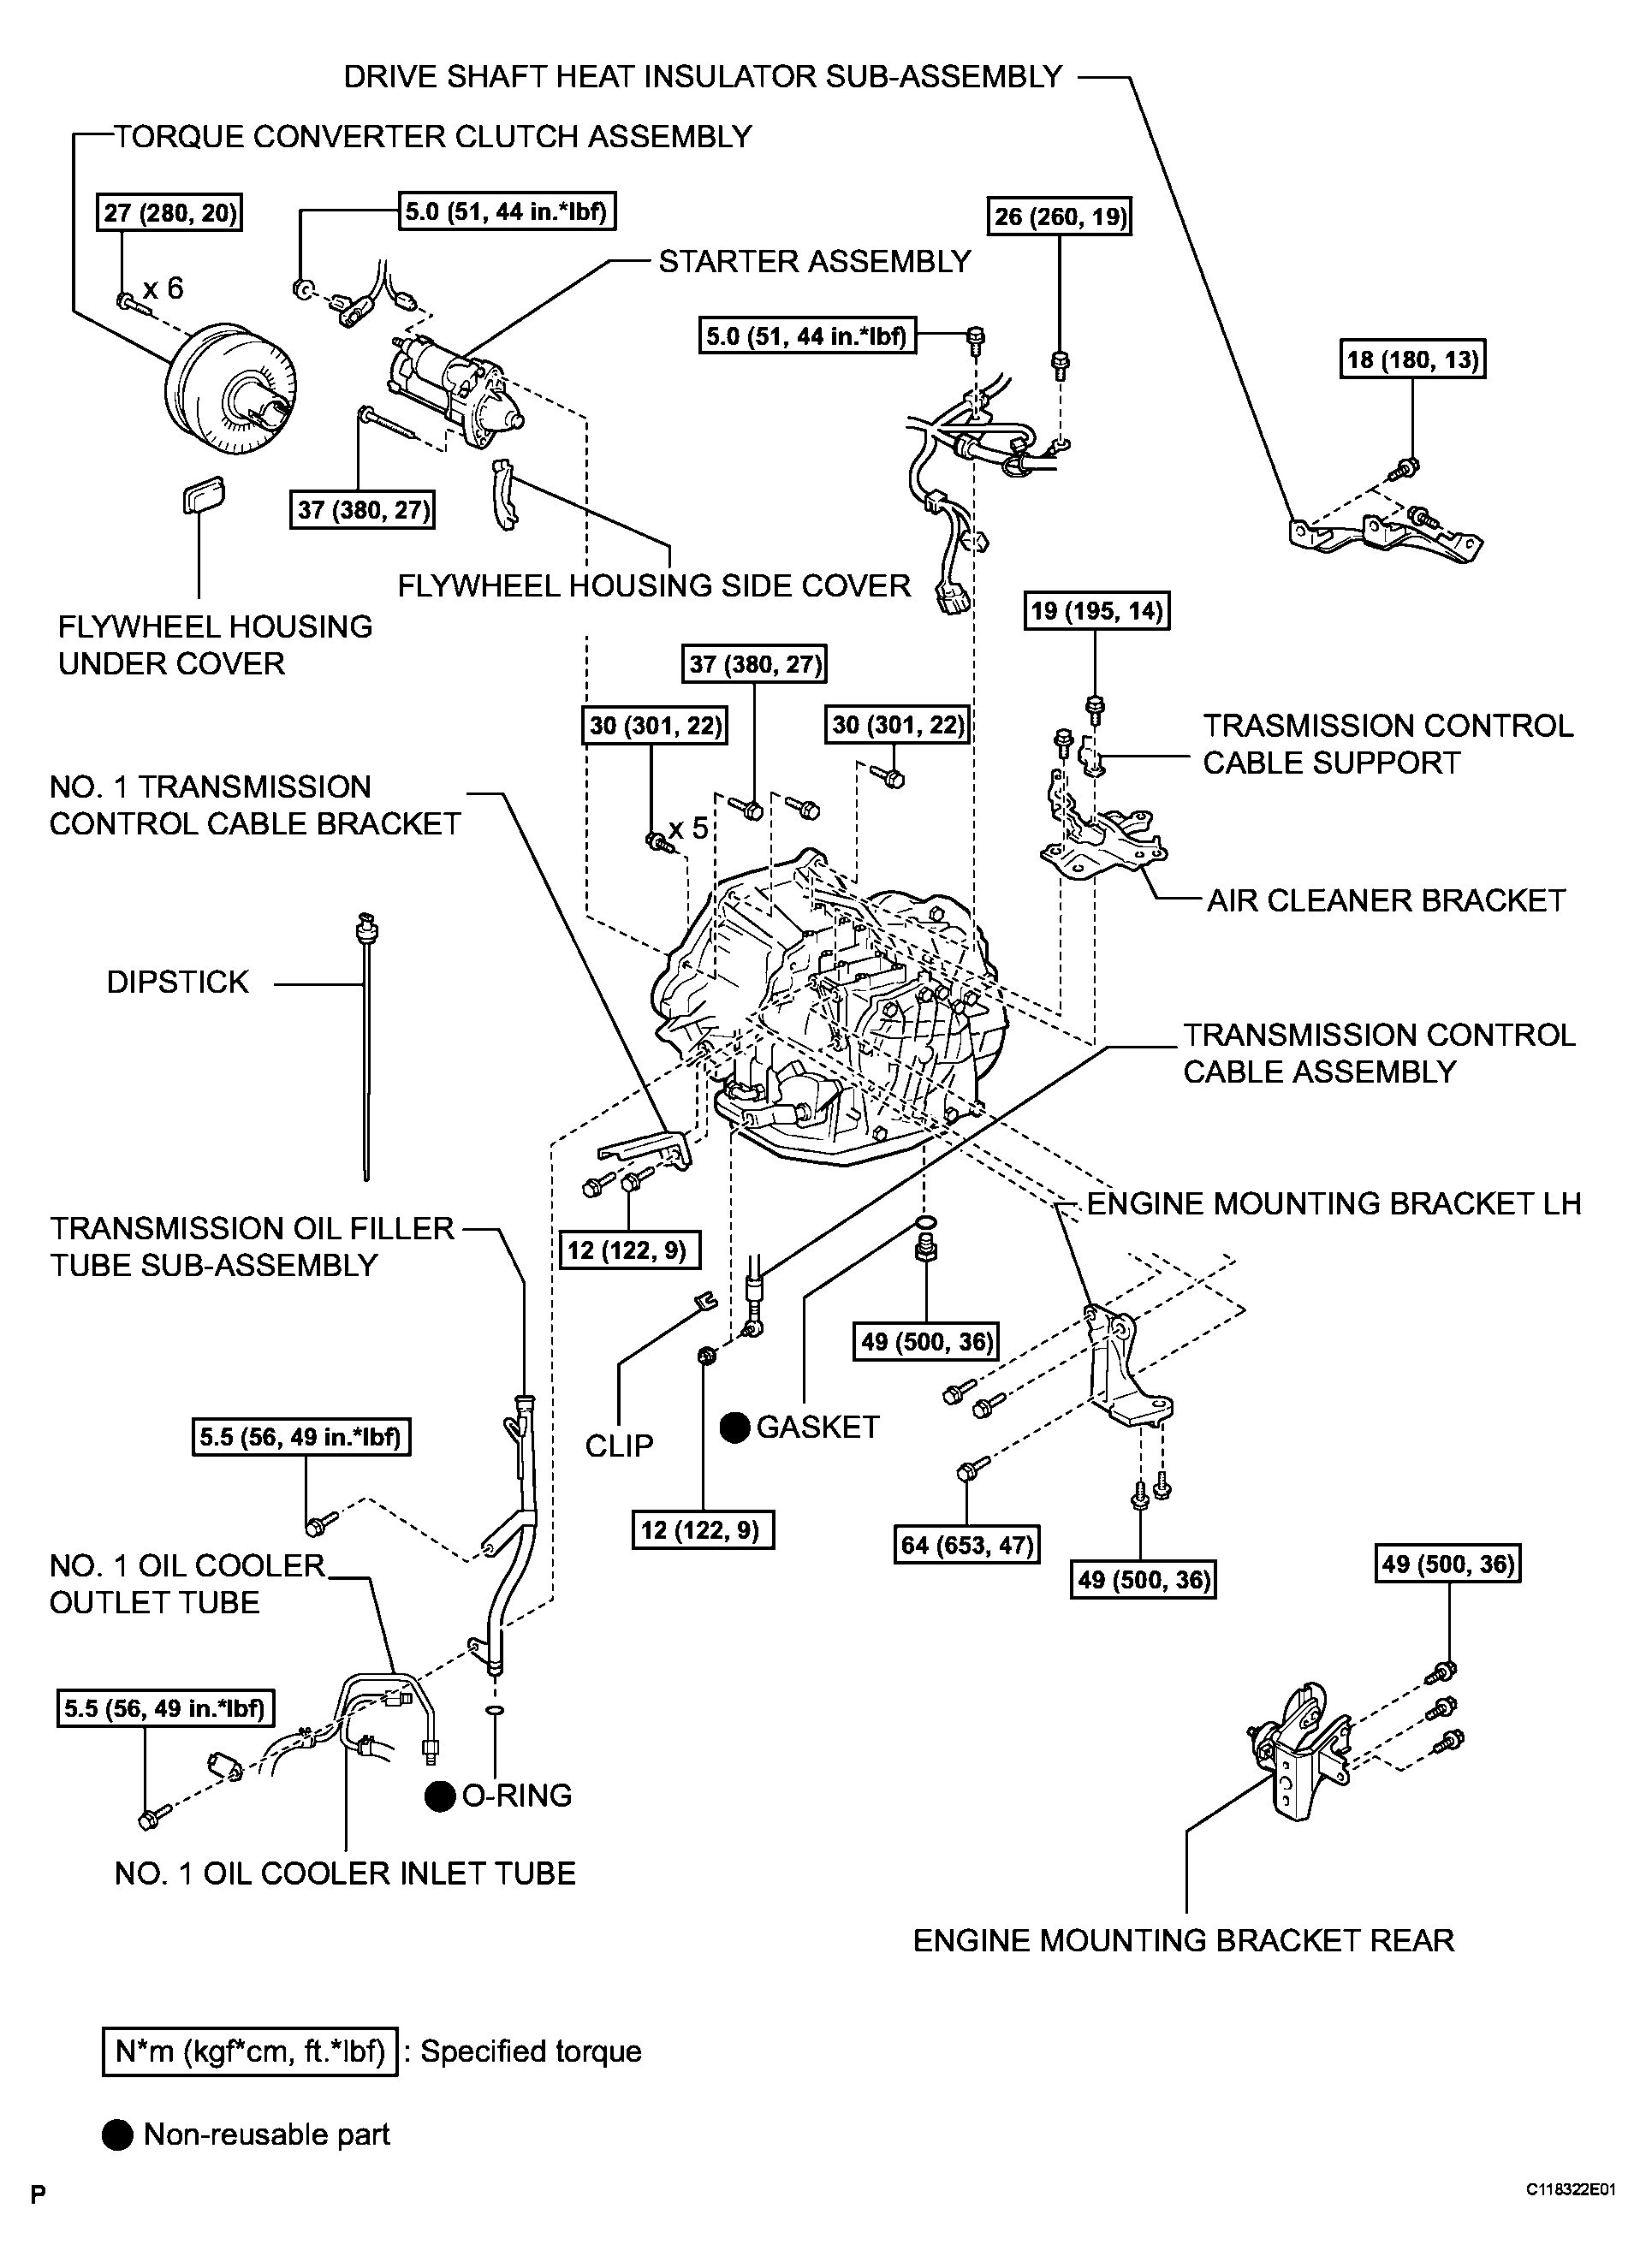 DRIVE SHAFT HEAT INSULATOR SUB-ASSEMBLY
TORQUE CONVERTER CLUTCH ASSEMBLY
27 (280, 20)
5.0 (51, 44 in.*lbf)
26 (260, 19)
STARTER ASSEMBLY
x 6
5.0 (51, 44 in.*lbf)
18 (180, 13)
37 (380, 27)
FLYWHEEL HOUSING SIDE COVER
FLYWHEEL HOUSING
UNDER COVER
19 (195, 14)
37 (380, 27)
30 (301, 22)
30 (301, 22)
TRASMISSION CONTROL
CABLE SUPPORT
NO. 1 TRANSMISSION
CONTROL CABLE BRACKET
x 5
AIR CLEANER BRACKET
DIPSTICK
TRANSMISSION CONTROL
CABLE ASSEMBLY
ENGINE MOUNTING BRACKET LH
TRANSMISSION OIL FILLER
TUBE SUB-ASSEMBLY
12 (122, 9)
49 (500, 36)
5.5 (56, 49 in.*lbf)
CLIP
GASKET
12 (122, 9)
64 (653, 47)
49 (500, 36)
49 (500, 36)
NO. 1 OIL COOLER
OUTLET TUBE
5.5 (56, 49 in.*lbf)
O-RING
NO. 1 OIL COOLER INLET TUBE
ENGINE MOUNTING BRACKET REAR
N*m (kgf*cm, ft.*lbf) : Specified torque
Non-reusable part
P
C118322E01